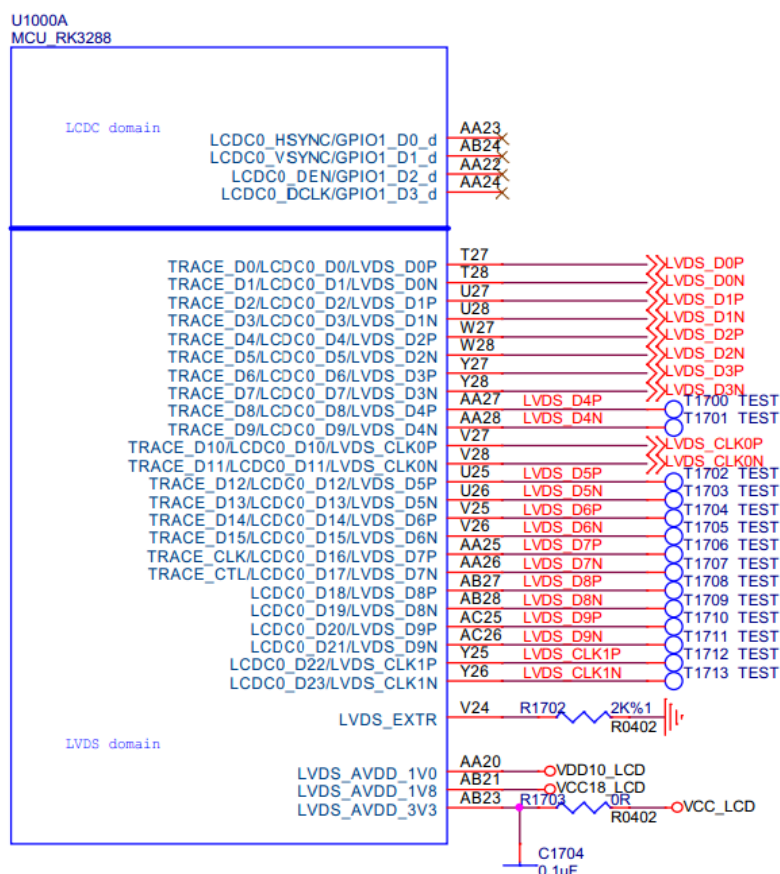 U1000A
MCU_RK3288
LCDC domain
LCDC0_HSYNC/GPIO1_D0_d AA23
LCDC0_VSYNC/GPIO1_D1_d AB24
LCDC0_DEN/GPIO1_D2_d AA22
LCDC0_DCLK/GPIO1_D3_d AA24
TRACE_D0/LCDC0_D0/LVDS_D0P T27 LVDS_D0P
TRACE_D1/LCDC0_D1/LVDS_D0N T28 LVDS_D0N
TRACE_D2/LCDC0_D2/LVDS_D1P U27 LVDS_D1P
TRACE_D3/LCDC0_D3/LVDS_D1N U28 LVDS_D1N
TRACE_D4/LCDC0_D4/LVDS_D2P W27 LVDS_D2P
TRACE_D5/LCDC0_D5/LVDS_D2N W28 LVDS_D2N
TRACE_D6/LCDC0_D6/LVDS_D3P Y27 LVDS_D3P
TRACE_D7/LCDC0_D7/LVDS_D3N Y28 LVDS_D3N
TRACE_D8/LCDC0_D8/LVDS_D4P AA27 LVDS_D4P T1700 TEST
TRACE_D9/LCDC0_D9/LVDS_D4N AA28 LVDS_D4N T1701 TEST
TRACE_D10/LCDC0_D10/LVDS_CLK0P V27 LVDS_CLK0P
TRACE_D11/LCDC0_D11/LVDS_CLK0N V28 LVDS_CLK0N
TRACE_D12/LCDC0_D12/LVDS_D5P U25 LVDS_D5P T1702 TEST
TRACE_D13/LCDC0_D13/LVDS_D5N U26 LVDS_D5N T1703 TEST
TRACE_D14/LCDC0_D14/LVDS_D6P V25 LVDS_D6P T1704 TEST
TRACE_D15/LCDC0_D15/LVDS_D6N V26 LVDS_D6N T1705 TEST
TRACE_CLK/LCDC0_D16/LVDS_D7P AA25 LVDS_D7P T1706 TEST
TRACE_CTL/LCDC0_D17/LVDS_D7N AA26 LVDS_D7N T1707 TEST
LCDC0_D18/LVDS_D8P AB27 LVDS_D8P T1708 TEST
LCDC0_D19/LVDS_D8N AB28 LVDS_D8N T1709 TEST
LCDC0_D20/LVDS_D9P AC25 LVDS_D9P T1710 TEST
LCDC0_D21/LVDS_D9N AC26 LVDS_D9N T1711 TEST
LCDC0_D22/LVDS_CLK1P Y25 LVDS_CLK1P T1712 TEST
LCDC0_D23/LVDS_CLK1N Y26 LVDS_CLK1N T1713 TEST
LVDS_EXTR V24 R1702 2K%1
R0402
LVDS domain
LVDS_AVDD_1V0 AA20 VDD10_LCD
LVDS_AVDD_1V8 AB21 VCC18_LCD
LVDS_AVDD_3V3 AB23 R1703 0R VCC_LCD
R0402
C1704
0.1uF